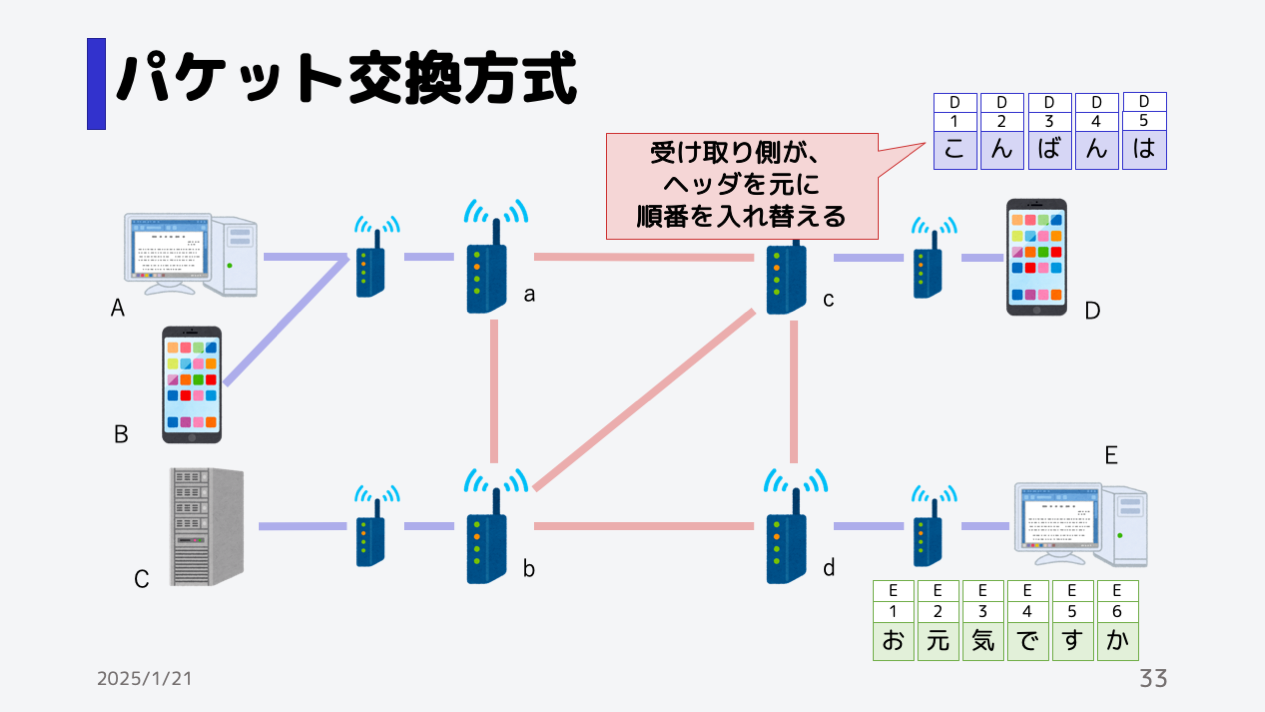 パケット交換方式
D D D D D
1 2 3 4 5
こ ん ば ん は
受け取り側が、
ヘッダを元に
順番を入れ替える
A
a
c
D
B
E
C
b
d
E E E E E E
1 2 3 4 5 6
お 元 気 で す か
2025/1/21
33